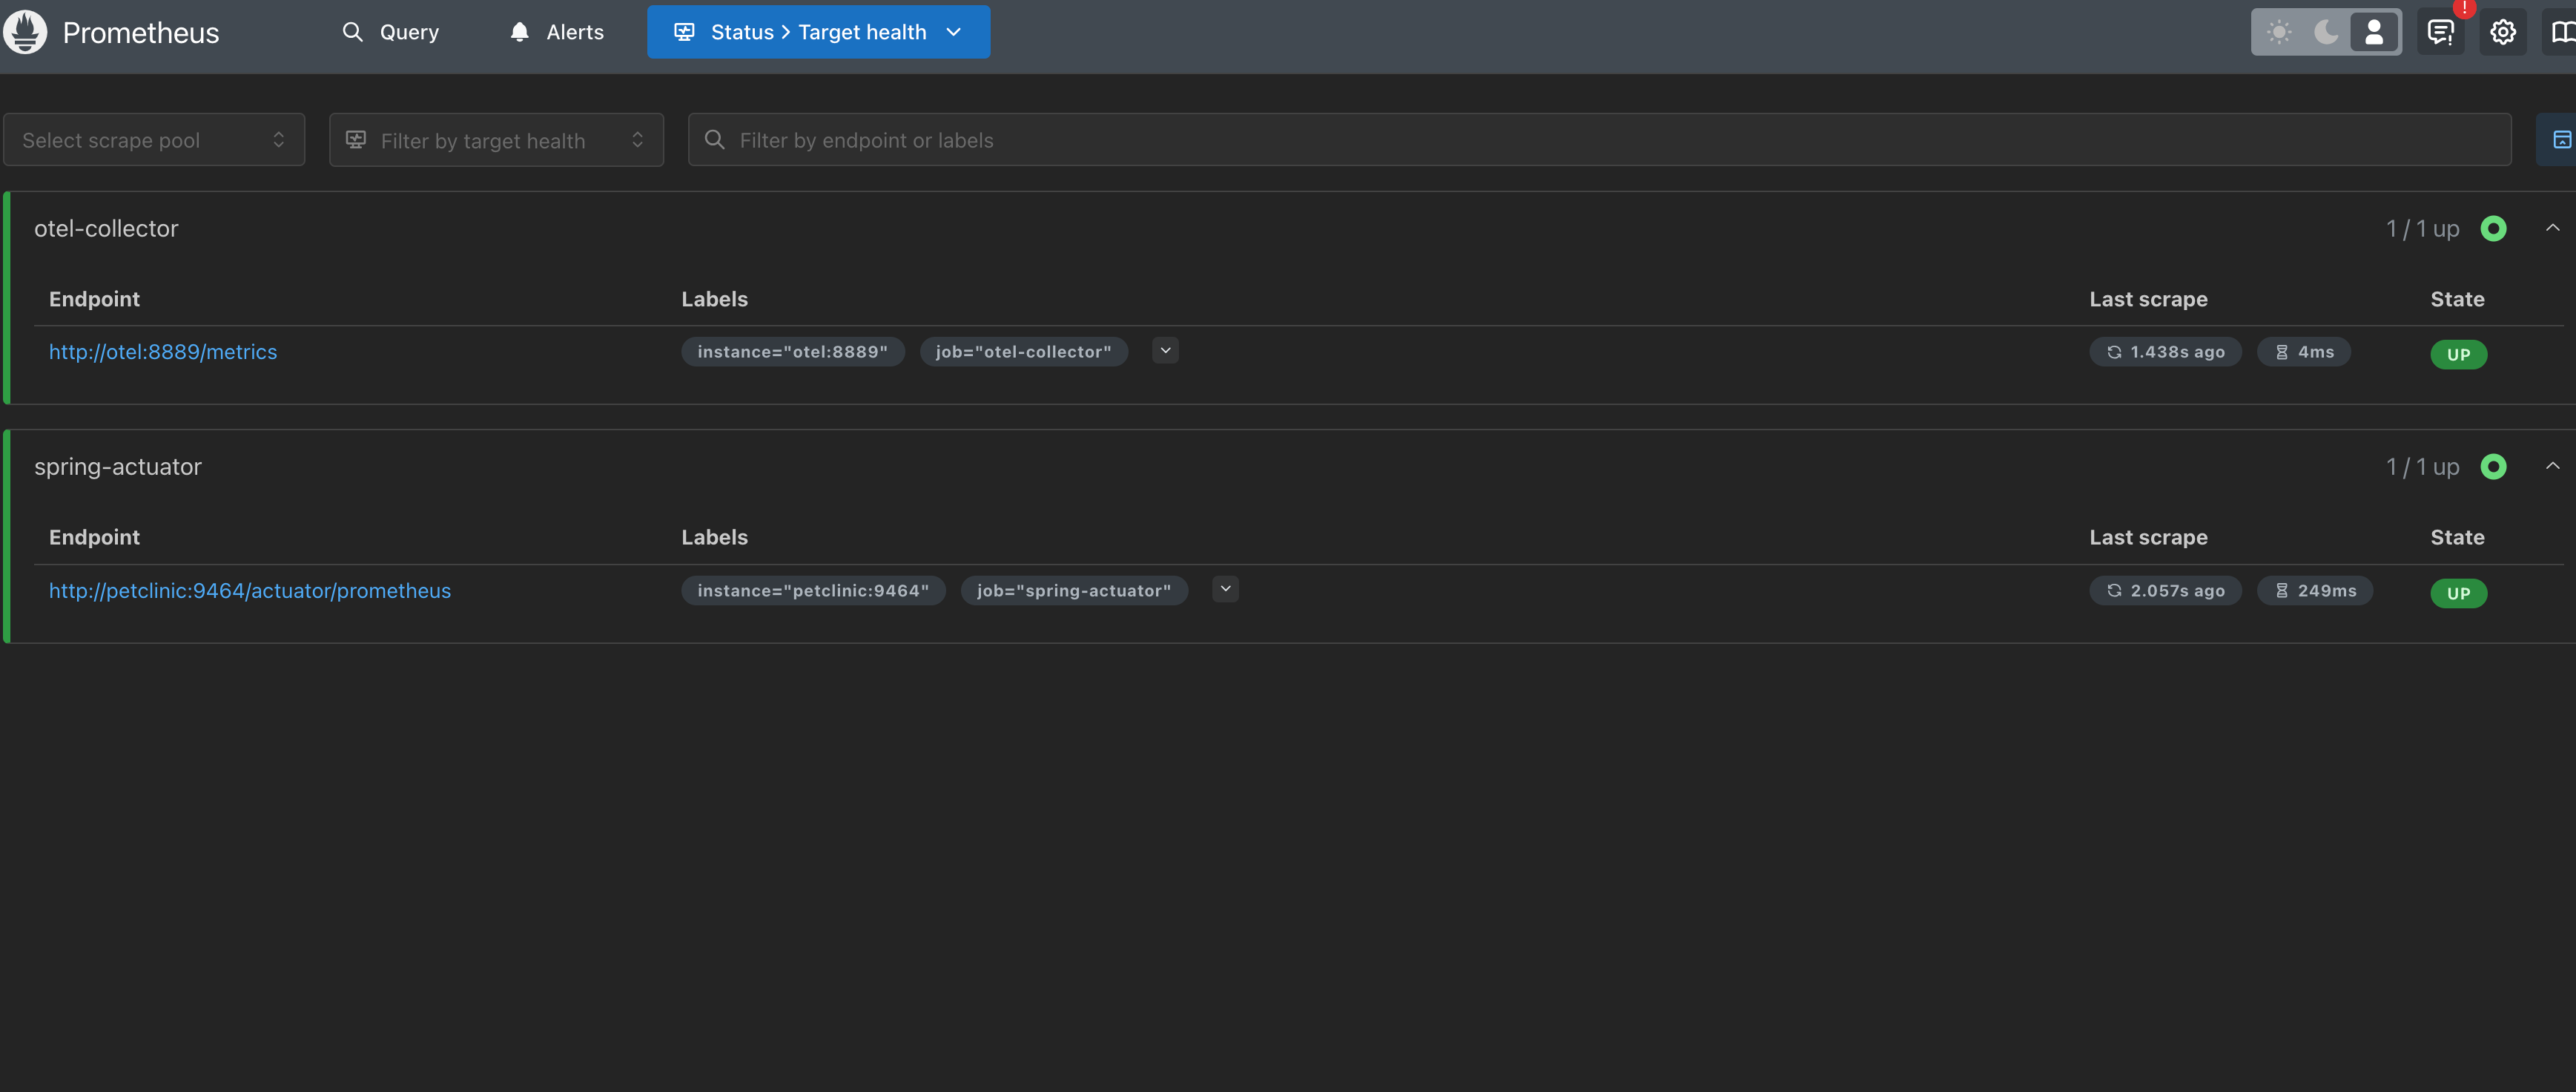 Prometheus Query Alerts Status > Target health !
Select scrape pool Filter by target health Filter by endpoint or labels
otel-collector 1 / 1 up
Endpoint Labels Last scrape State
http://otel:8889/metrics instance="otel:8889" job="otel-collector" 1.438s ago 4ms UP
spring-actuator 1 / 1 up
Endpoint Labels Last scrape State
http://petclinic:9464/actuator/prometheus instance="petclinic:9464" job="spring-actuator" 2.057s ago 249ms UP